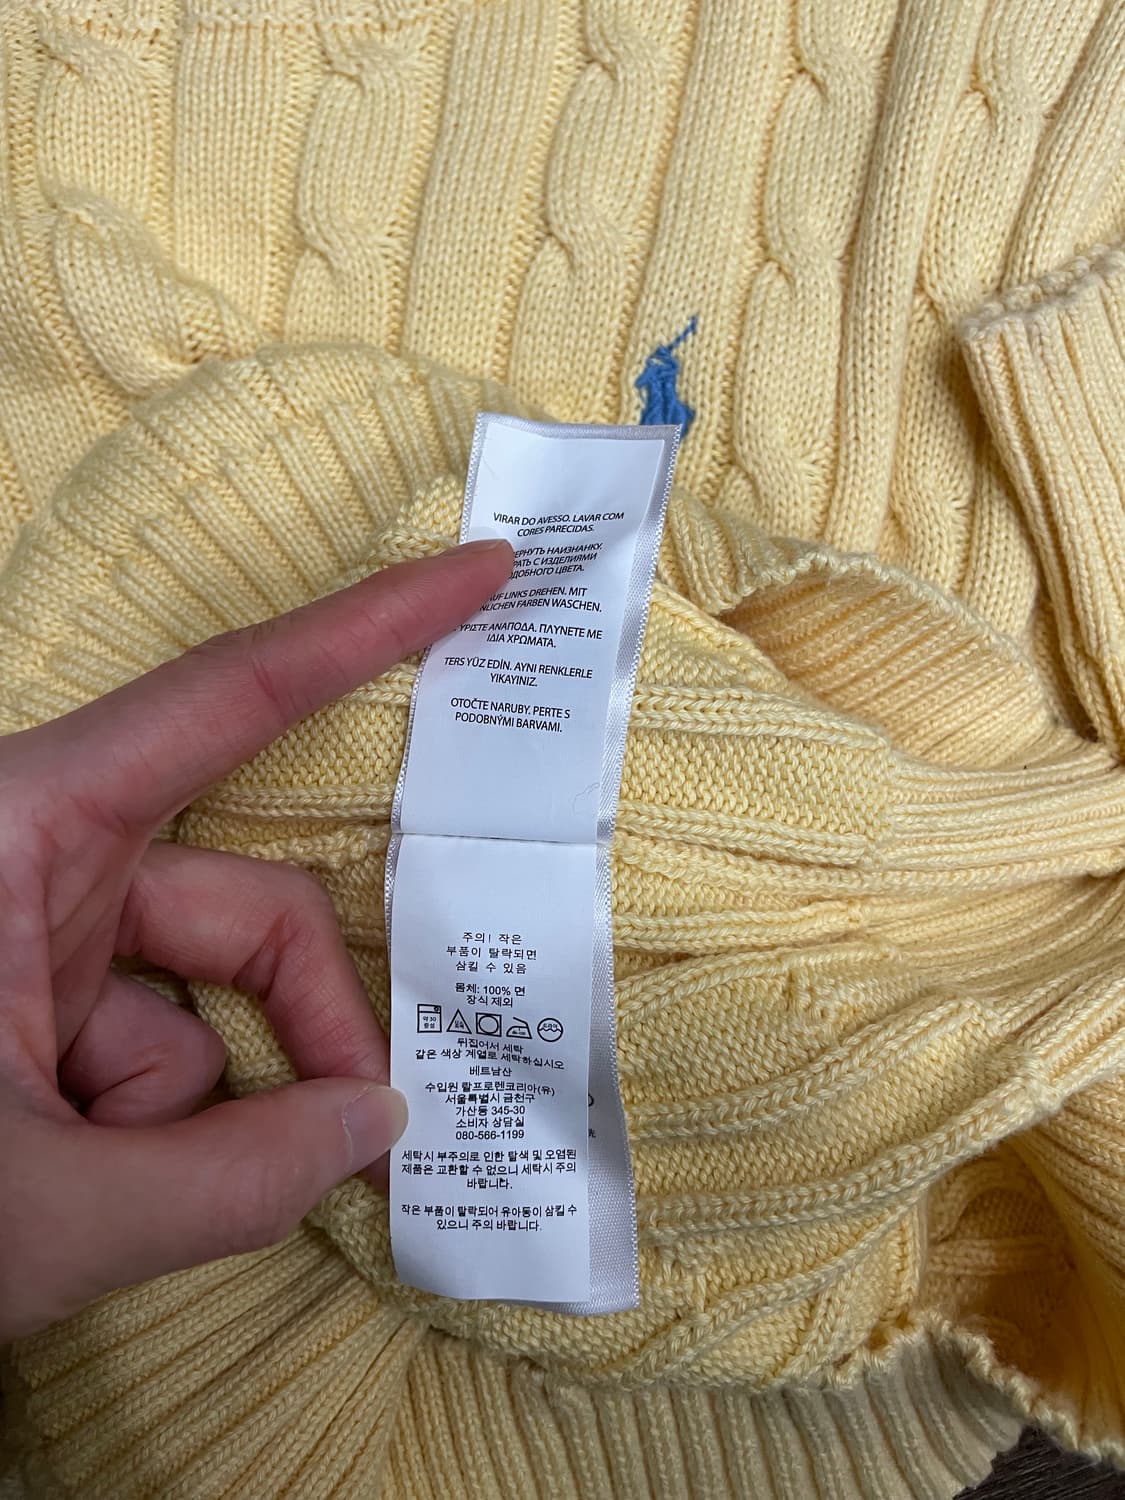 VIRAR DO AVESSO. LAVAR COM
CORES PARECIDAS.
НАИЗНАНКУ.
С ИЗДЕЛИЯМИ
ЦВЕТА.
LINKS DREHEN. MIT
FARBEN WASCHEN.
ΑΝΑΠΟΔΑ. ΠΛΥΝΕΤΕ ΜΕ
ΙΔΙΑ ΧΡΩΜΑΤΑ.
TERS YÜZ EDİN. AYNI RENKLERLE
YIKAYINIZ.
OTOČTE NARUBY. PERTE S
PODOBNÝMI BARVAMI.
주의! 작은
부품이 탈락되면
삼킬 수 있음
몸체: 100% 면
장식 제외
약 30
중성
뒤집어서 세탁
같은 색상 계열로 세탁하십시오
베트남산
수입원 랄프로렌코리아(유)
서울특별시 금천구
가산동 345-30
소비자 상담실
080-566-1199
세탁시 부주의로 인한 탈색 및 오염된
제품은 교환할 수 없으니 세탁시 주의
바랍니다.
작은 부품이 탈락되어 유아동이 삼킬 수
있으니 주의 바랍니다.